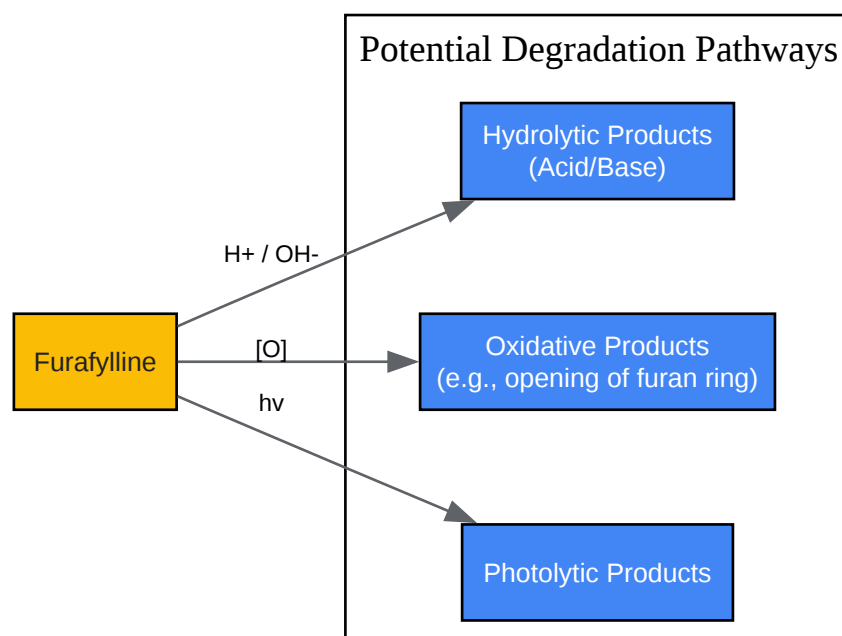 Potential Degradation Pathways
Hydrolytic Products
(Acid/Base)
H+ / OH-
Furafylline
[O]
Oxidative Products
(e.g., opening of furan ring)
hv
Photolytic Products